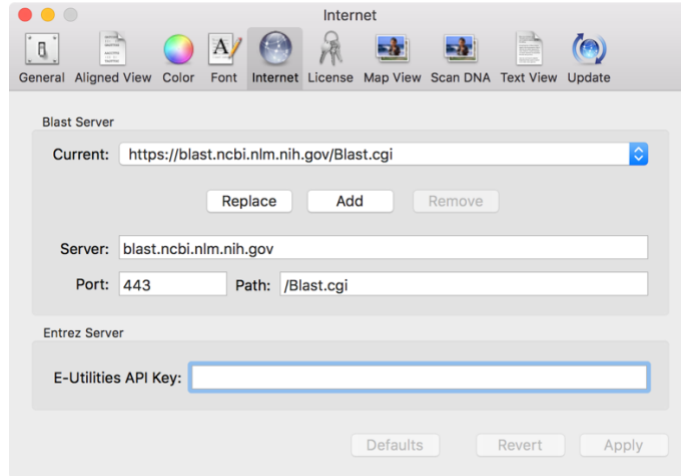 Internet
General Aligned View Color Font Internet License Map View Scan DNA Text View Update
Blast Server
Current: https://blast.ncbi.nlm.nih.gov/Blast.cgi
Replace Add Remove
Server: blast.ncbi.nlm.nih.gov
Port: 443 Path: /Blast.cgi
Entrez Server
E-Utilities API Key:
Defaults Revert Apply